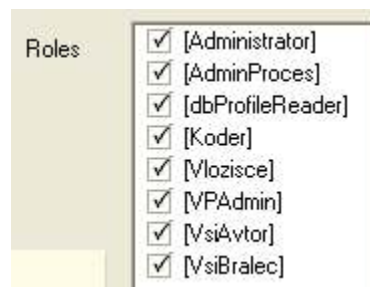 Roles
[Administrator]
[AdminProces]
[dbProfileReader]
[Koder]
[Vlozisce]
[VPAdmin]
[VsiAvtor]
[VsiBralec]